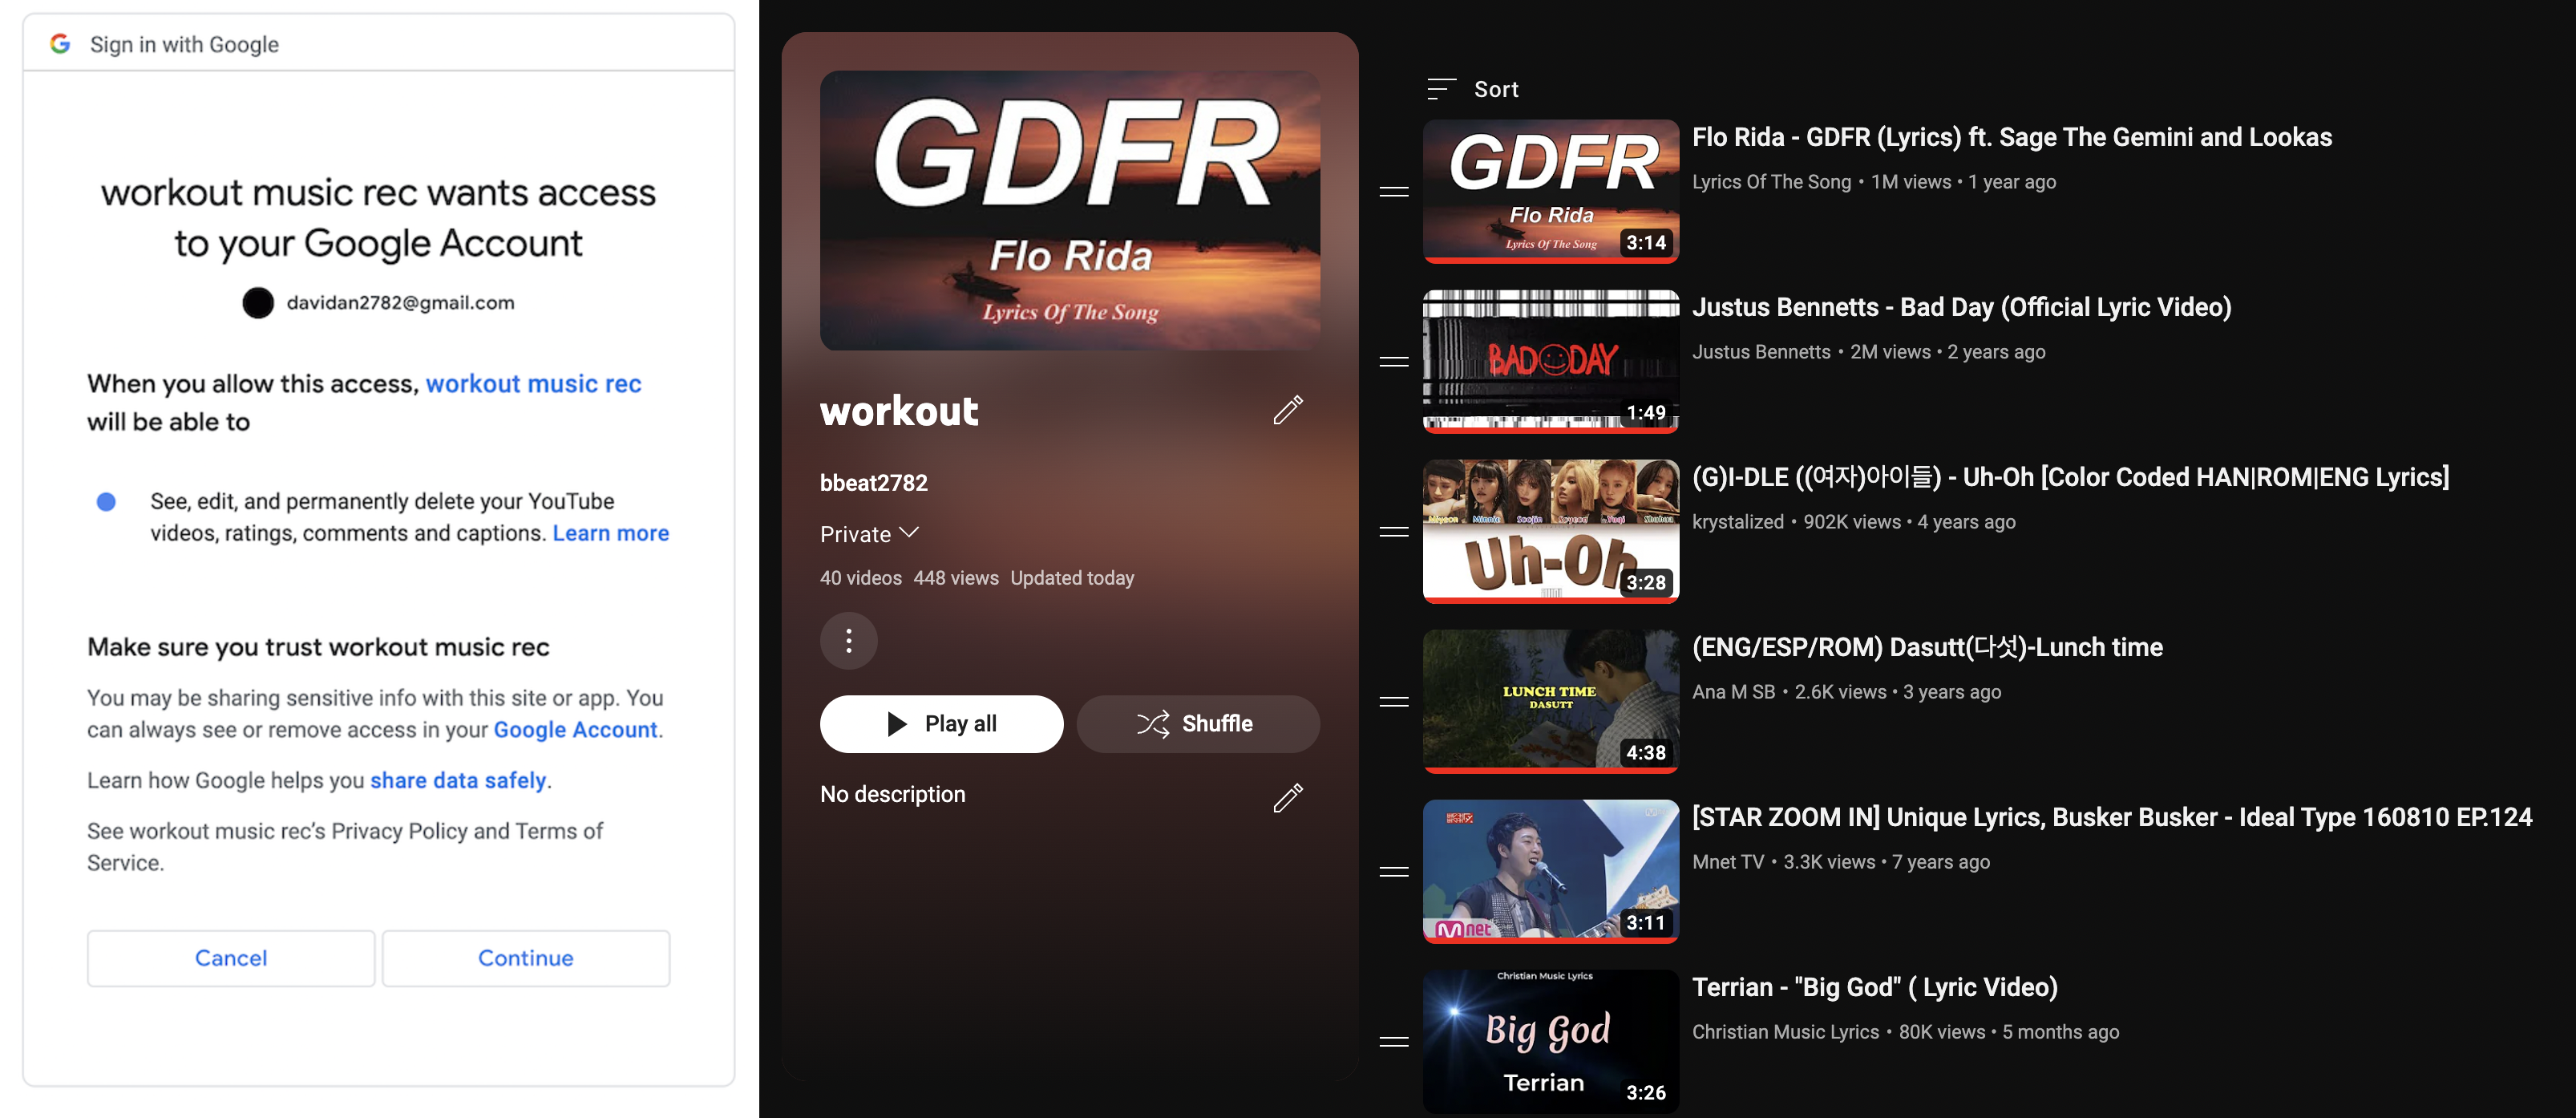 Sign in with Google
workout music rec wants access
to your Google Account
davidan2782@gmail.com
When you allow this access, workout music rec
will be able to
See, edit, and permanently delete your YouTube
videos, ratings, comments and captions. Learn more
Make sure you trust workout music rec
You may be sharing sensitive info with this site or app. You
can always see or remove access in your Google Account.
Learn how Google helps you share data safely.
See workout music rec’s Privacy Policy and Terms of
Service.
Cancel
Continue
GDFR
Flo Rida
Lyrics Of The Song
workout
bbeat2782
Private
40 videos 448 views Updated today
Play all
Shuffle
No description
Sort
GDFR
Flo Rida
Lyrics Of The Song
3:14
Flo Rida - GDFR (Lyrics) ft. Sage The Gemini and Lookas
Lyrics Of The Song • 1M views • 1 year ago
BAD DAY
1:49
Justus Bennetts - Bad Day (Official Lyric Video)
Justus Bennetts • 2M views • 2 years ago
Miyeon Minnie Soojin Soyeon Yuqi Shuhua
Uh-Oh
3:28
(G)I-DLE ((여자)아이들) - Uh-Oh [Color Coded HAN|ROM|ENG Lyrics]
krystalized • 902K views • 4 years ago
LUNCH TIME
DASUTT
4:38
(ENG/ESP/ROM) Dasutt(다섯)-Lunch time
Ana M SB • 2.6K views • 3 years ago
Mnet
3:11
[STAR ZOOM IN] Unique Lyrics, Busker Busker - Ideal Type 160810 EP.124
Mnet TV • 3.3K views • 7 years ago
Christian Music Lyrics
Big God
Terrian
3:26
Terrian - "Big God" ( Lyric Video)
Christian Music Lyrics • 80K views • 5 months ago